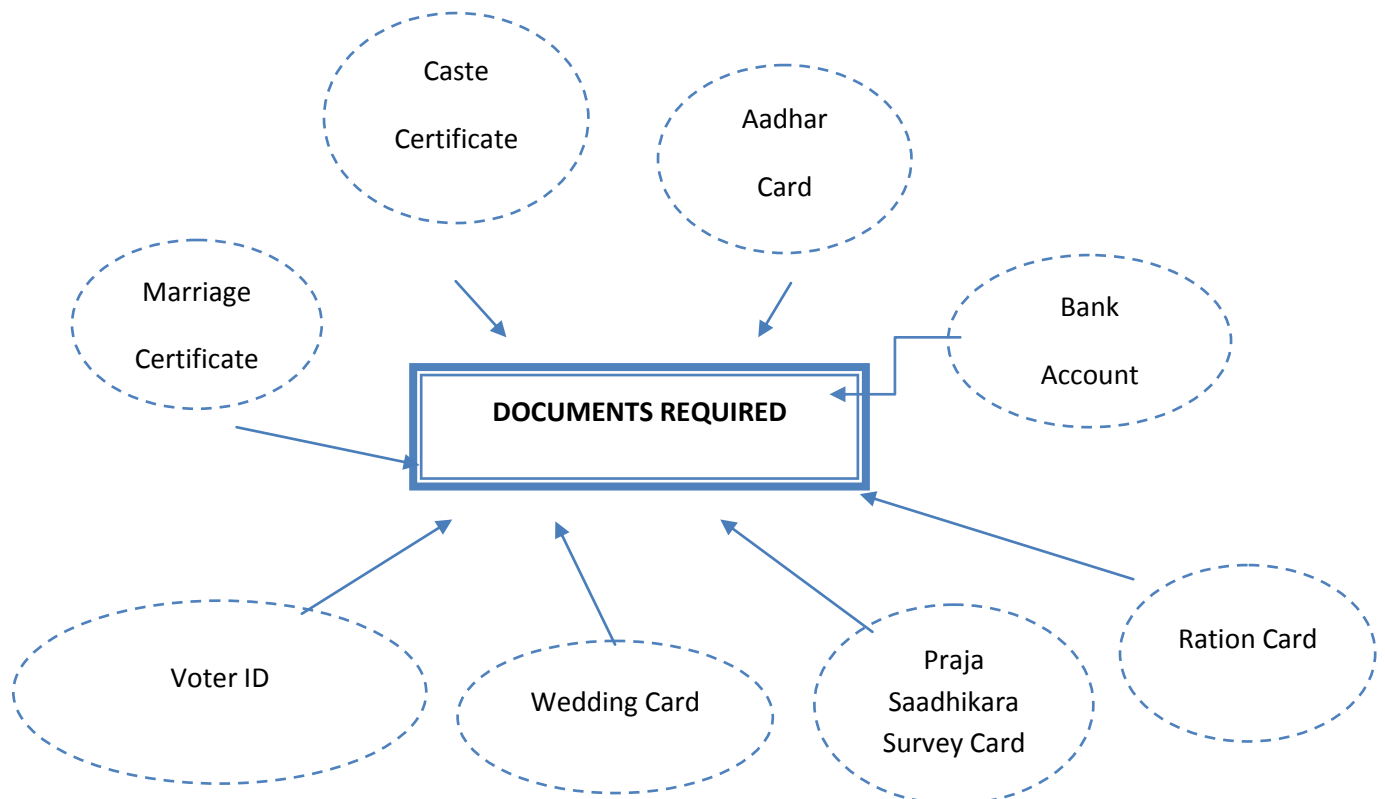 Caste
Certificate
Aadhar
Card
Marriage
Certificate
Bank
Account
DOCUMENTS REQUIRED
Voter ID
Wedding Card
Praja
Saadhikara
Survey Card
Ration Card